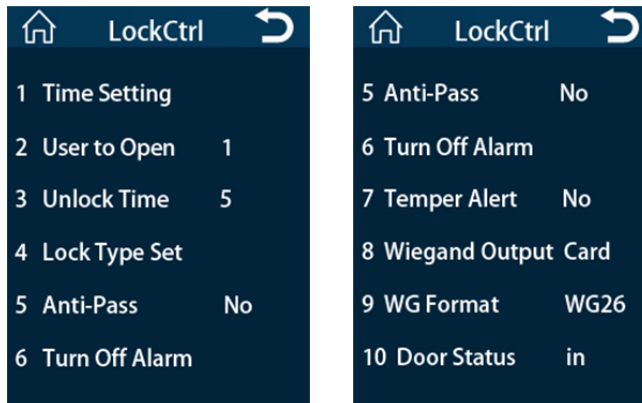 LockCtrl
1 Time Setting
2 User to Open 1
3 Unlock Time 5
4 Lock Type Set
5 Anti-Pass No
6 Turn Off Alarm
LockCtrl
5 Anti-Pass No
6 Turn Off Alarm
7 Temper Alert No
8 Wiegand Output Card
9 WG Format WG26
10 Door Status in